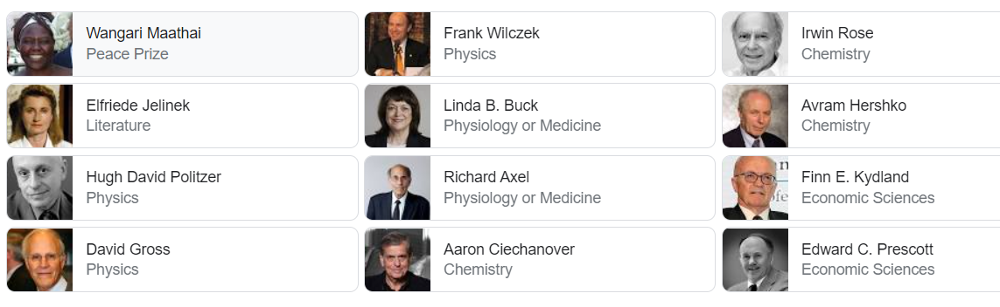 Wangari Maathai
Peace Prize
Frank Wilczek
Physics
Irwin Rose
Chemistry
Elfriede Jelinek
Literature
Linda B. Buck
Physiology or Medicine
Avram Hershko
Chemistry
Hugh David Politzer
Physics
Richard Axel
Physiology or Medicine
Finn E. Kydland
Economic Sciences
David Gross
Physics
Aaron Ciechanover
Chemistry
Edward C. Prescott
Economic Sciences